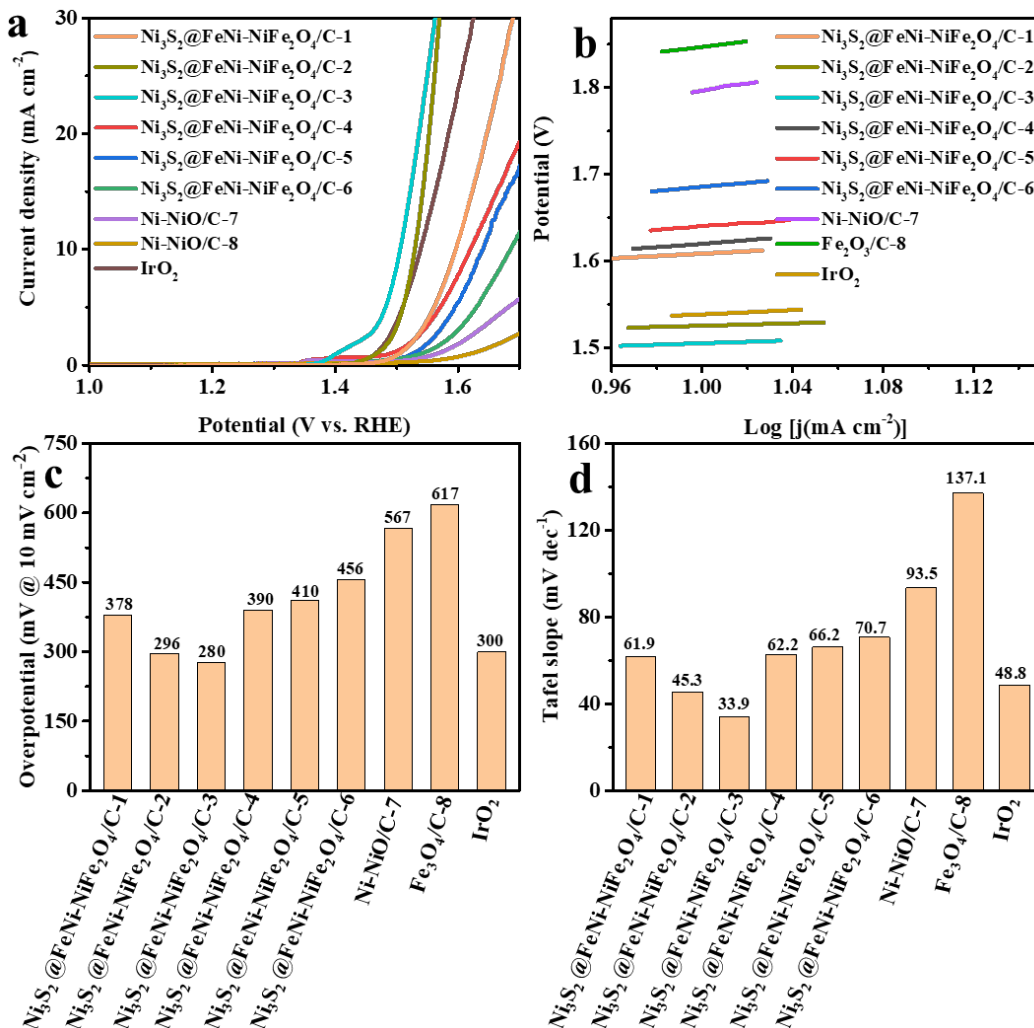 a
Current density (mA cm⁻²)
30
20
10
0
Ni₃S₂@FeNi-NiFe₂O₄/C-1
Ni₃S₂@FeNi-NiFe₂O₄/C-2
Ni₃S₂@FeNi-NiFe₂O₄/C-3
Ni₃S₂@FeNi-NiFe₂O₄/C-4
Ni₃S₂@FeNi-NiFe₂O₄/C-5
Ni₃S₂@FeNi-NiFe₂O₄/C-6
Ni-NiO/C-7
Ni-NiO/C-8
IrO₂
1.0 1.2 1.4 1.6
Potential (V vs. RHE)
b
Potential (V)
1.8
1.7
1.6
1.5
Ni₃S₂@FeNi-NiFe₂O₄/C-1
Ni₃S₂@FeNi-NiFe₂O₄/C-2
Ni₃S₂@FeNi-NiFe₂O₄/C-3
Ni₃S₂@FeNi-NiFe₂O₄/C-4
Ni₃S₂@FeNi-NiFe₂O₄/C-5
Ni₃S₂@FeNi-NiFe₂O₄/C-6
Ni-NiO/C-7
Fe₂O₃/C-8
IrO₂
0.96 1.00 1.04 1.08 1.12
Log [j(mA cm⁻²)]
c
Overpotential (mV @ 10 mV cm⁻²)
750
600
450
300
150
0
378 296 280 390 410 456 567 617 300
Ni₃S₂@FeNi-NiFe₂O₄/C-1
Ni₃S₂@FeNi-NiFe₂O₄/C-2
Ni₃S₂@FeNi-NiFe₂O₄/C-3
Ni₃S₂@FeNi-NiFe₂O₄/C-4
Ni₃S₂@FeNi-NiFe₂O₄/C-5
Ni₃S₂@FeNi-NiFe₂O₄/C-6
Ni-NiO/C-7
Fe₃O₄/C-8
IrO₂
d
Tafel slope (mV dec⁻¹)
160
120
80
40
0
61.9 45.3 33.9 62.2 66.2 70.7 93.5 137.1 48.8
Ni₃S₂@FeNi-NiFe₂O₄/C-1
Ni₃S₂@FeNi-NiFe₂O₄/C-2
Ni₃S₂@FeNi-NiFe₂O₄/C-3
Ni₃S₂@FeNi-NiFe₂O₄/C-4
Ni₃S₂@FeNi-NiFe₂O₄/C-5
Ni₃S₂@FeNi-NiFe₂O₄/C-6
Ni-NiO/C-7
Fe₃O₄/C-8
IrO₂